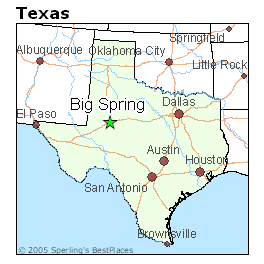 Texas
Springfield
Albuquerque
Oklahoma City
Little Rock
Big Spring
Dallas
El Paso
Austin
Houston
San Antonio
Brownsville
© 2005 Sperling's BestPlaces